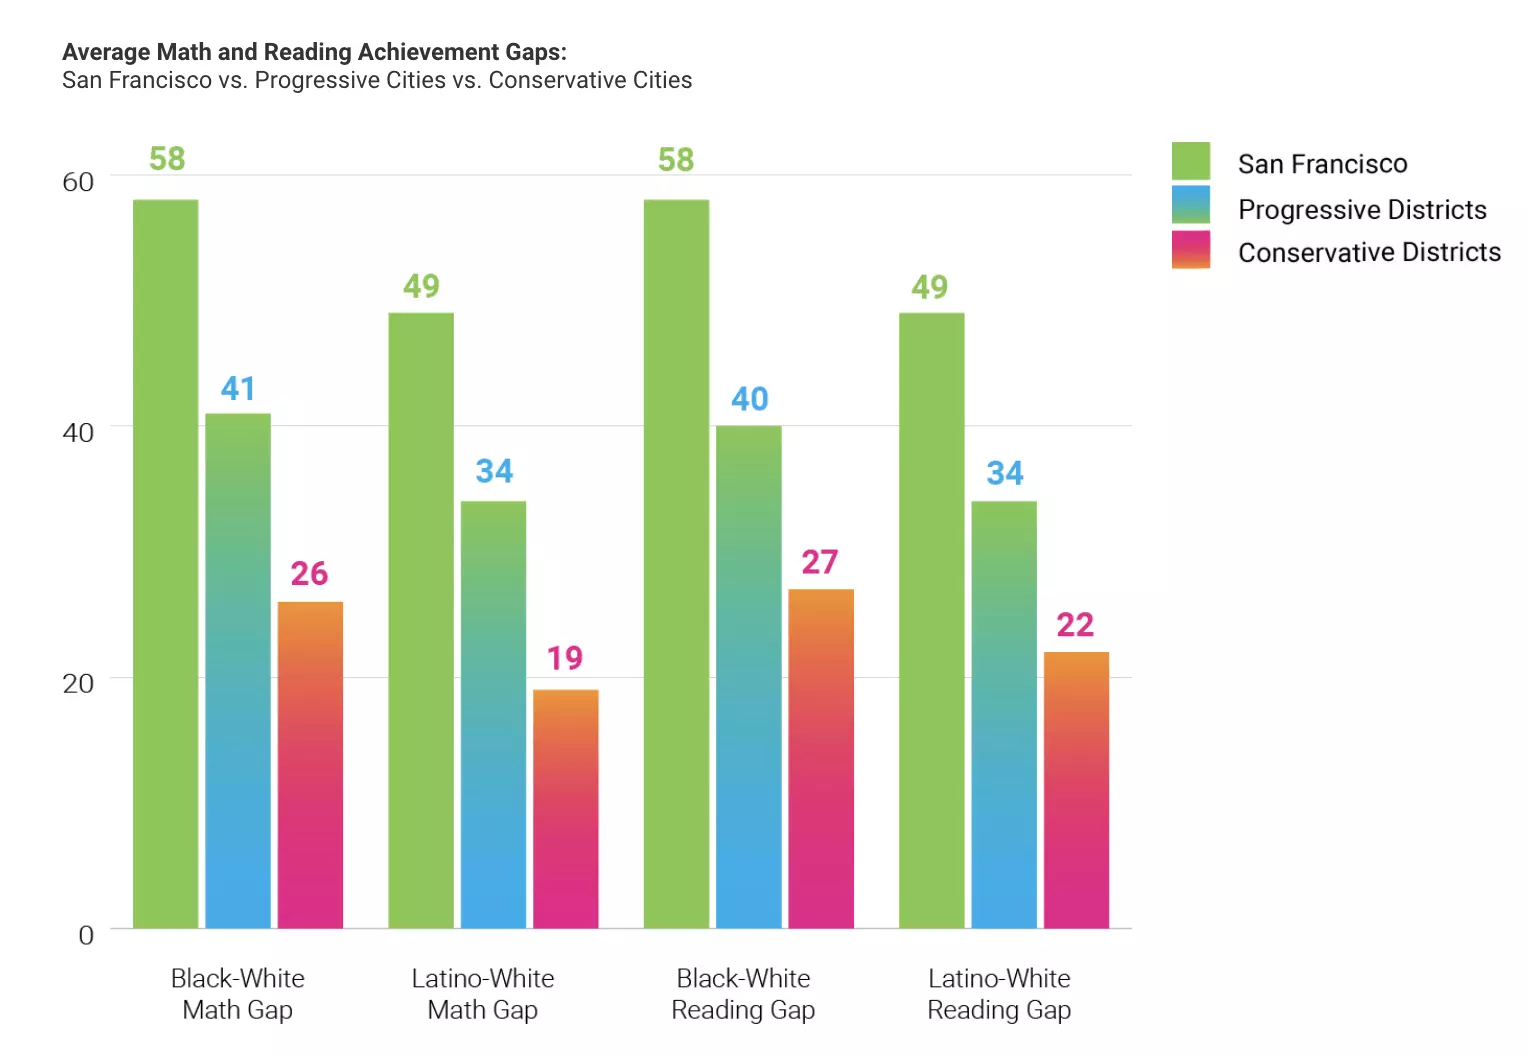 Average Math and Reading Achievement Gaps:
San Francisco vs. Progressive Cities vs. Conservative Cities
San Francisco
Progressive Districts
Conservative Districts
60
40
20
0
58
41
26
49
34
19
58
40
27
49
34
22
Black-White
Math Gap
Latino-White
Math Gap
Black-White
Reading Gap
Latino-White
Reading Gap